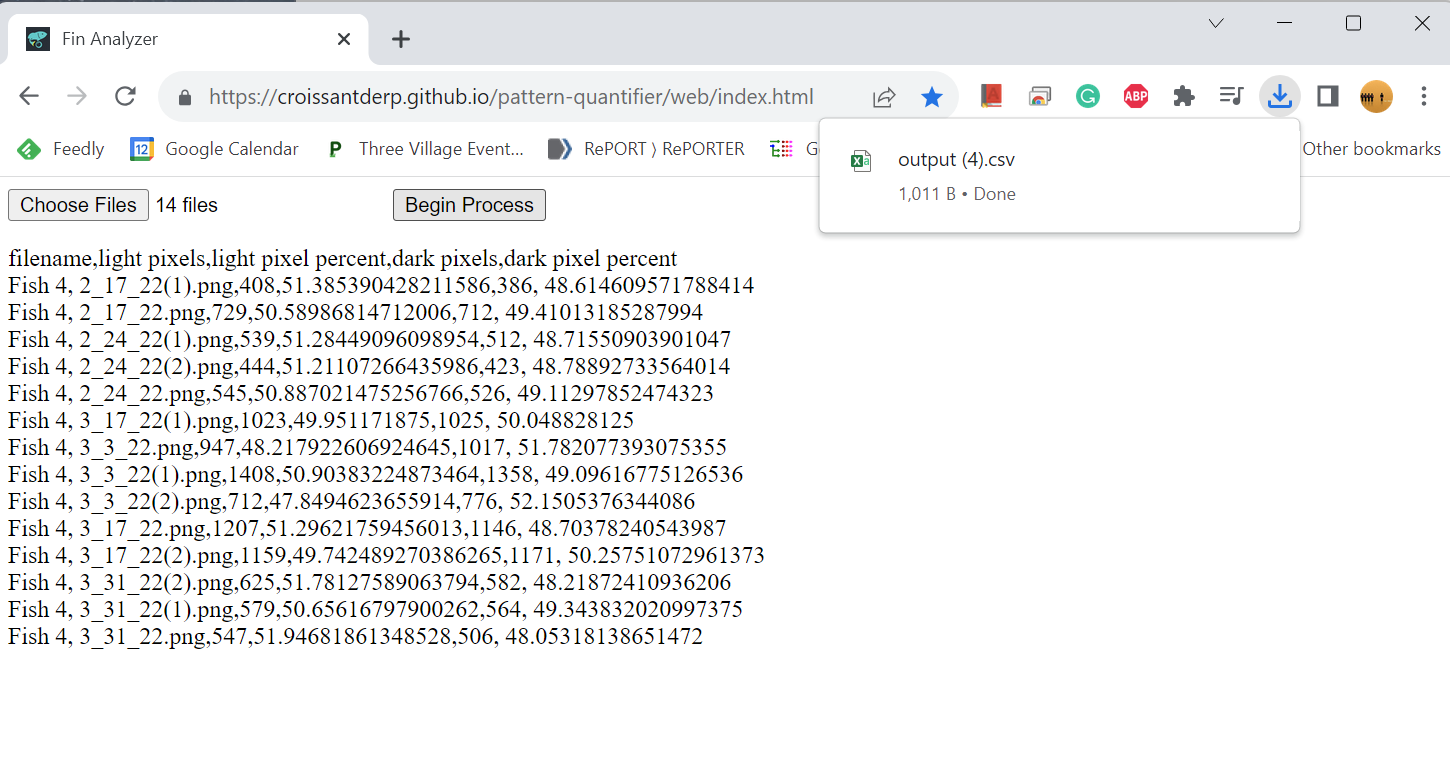 Fin Analyzer
https://croissantderp.github.io/pattern-quantifier/web/index.html
ABP
Feedly
12 Google Calendar
P Three Village Event...
RePORT ⟩ RePORTER
G
Other bookmarks
output (4).csv
1,011 B • Done
Choose Files 14 files
Begin Process
filename,light pixels,light pixel percent,dark pixels,dark pixel percent
Fish 4, 2_17_22(1).png,408,51.385390428211586,386, 48.614609571788414
Fish 4, 2_17_22.png,729,50.58986814712006,712, 49.41013185287994
Fish 4, 2_24_22(1).png,539,51.28449096098954,512, 48.71550903901047
Fish 4, 2_24_22(2).png,444,51.21107266435986,423, 48.78892733564014
Fish 4, 2_24_22.png,545,50.887021475256766,526, 49.11297852474323
Fish 4, 3_17_22(1).png,1023,49.951171875,1025, 50.048828125
Fish 4, 3_3_22.png,947,48.217922606924645,1017, 51.782077393075355
Fish 4, 3_3_22(1).png,1408,50.90383224873464,1358, 49.09616775126536
Fish 4, 3_3_22(2).png,712,47.8494623655914,776, 52.1505376344086
Fish 4, 3_17_22.png,1207,51.29621759456013,1146, 48.70378240543987
Fish 4, 3_17_22(2).png,1159,49.742489270386265,1171, 50.25751072961373
Fish 4, 3_31_22(2).png,625,51.78127589063794,582, 48.21872410936206
Fish 4, 3_31_22(1).png,579,50.65616797900262,564, 49.343832020997375
Fish 4, 3_31_22.png,547,51.94681861348528,506, 48.05318138651472